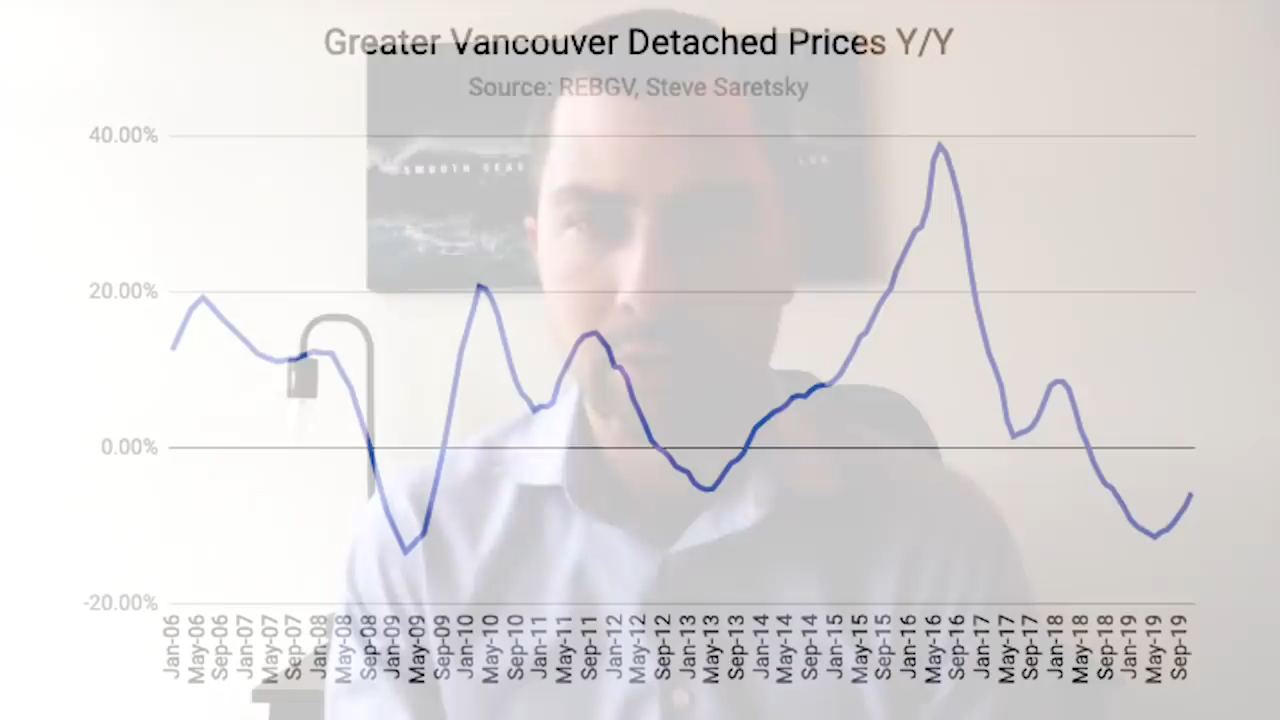 Greater Vancouver Detached Prices Y/Y
Source: REBGV, Steve Saretsky
40.00%
SMOOTH SEAS
20.00%
0.00%
-20.00%
Jan-06
May-06
Sep-06
Jan-07
May-07
Sep-07
Jan-08
May-08
Sep-08
Jan-09
May-09
Sep-09
Jan-10
May-10
Sep-10
Jan-11
May-11
Sep-11
Jan-12
May-12
Sep-12
Jan-13
May-13
Sep-13
Jan-14
May-14
Sep-14
Jan-15
May-15
Sep-15
Jan-16
May-16
Sep-16
Jan-17
May-17
Sep-17
Jan-18
May-18
Sep-18
Jan-19
May-19
Sep-19